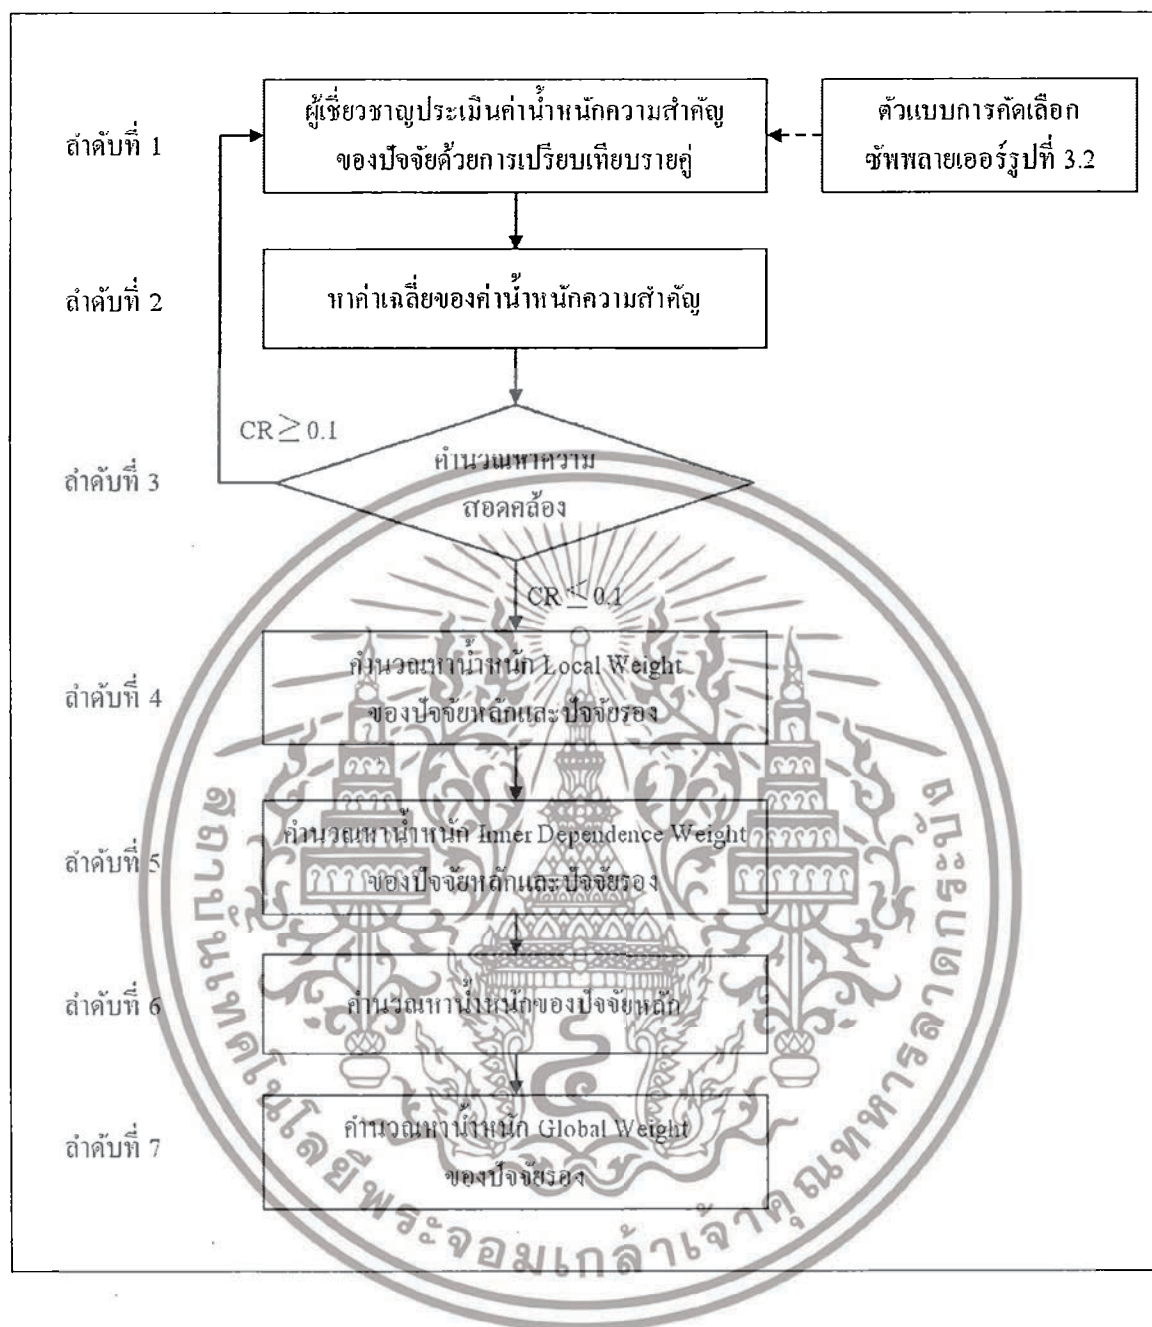 ลำดับที่ 1
ผู้เชี่ยวชาญประเมินค่าน้ำหนักความสำคัญ
ของปัจจัยด้วยการเปรียบเทียบรายคู่
ตัวแบบการคัดเลือก
ซัพพลายเออร์รูปที่ 3.2
ลำดับที่ 2
หาค่าเฉลี่ยของค่าน้ำหนักความสำคัญ
CR ≥ 0.1
ลำดับที่ 3
คำนวณหาความ
สอดคล้อง
CR ≤ 0.1
ลำดับที่ 4
คำนวณหาน้ำหนัก Local Weight
ของปัจจัยหลักและปัจจัยรอง
ลำดับที่ 5
คำนวณหาน้ำหนัก Inner Dependence Weight
ของปัจจัยหลักและปัจจัยรอง
ลำดับที่ 6
คำนวณหาน้ำหนักของปัจจัยหลัก
ลำดับที่ 7
คำนวณหาน้ำหนัก Global Weight
ของปัจจัยรอง
สถาบันเทคโนโลยีพระจอมเกล้าเจ้าคุณทหารลาดกระบัง